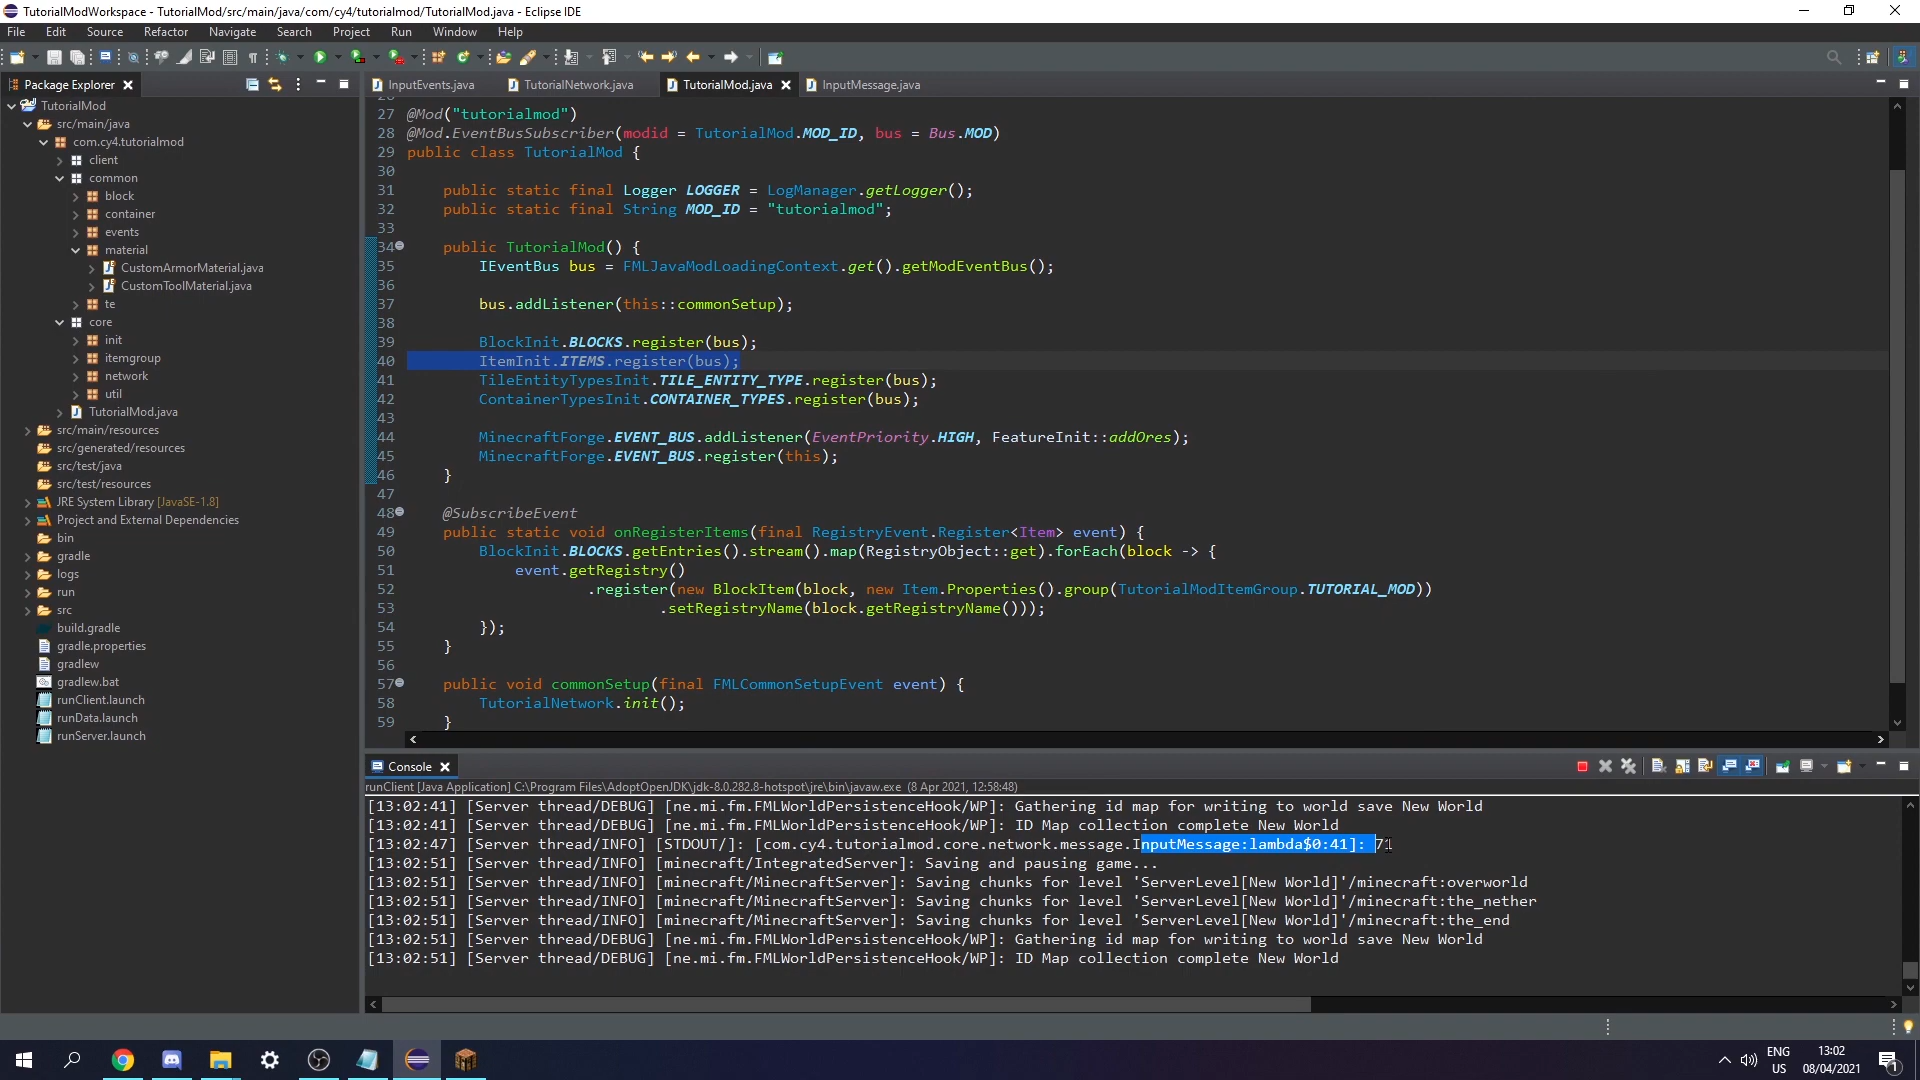 TutorialModWorkspace - TutorialMod/src/main/java/com/cy4/tutorialmod/TutorialMod.java - Eclipse IDE
File Edit Source Refactor Navigate Search Project Run Window Help
Package Explorer
InputEvents.java TutorialNetwork.java TutorialMod.java InputMessage.java
TutorialMod
src/main/java
com.cy4.tutorialmod
client
common
block
container
events
material
CustomArmorMaterial.java
CustomToolMaterial.java
te
core
init
itemgroup
network
util
TutorialMod.java
src/main/resources
src/generated/resources
src/test/java
src/test/resources
JRE System Library [JavaSE-1.8]
Project and External Dependencies
bin
gradle
logs
run
src
build.gradle
gradle.properties
gradlew
gradlew.bat
runClient.launch
runData.launch
runServer.launch
27 @Mod("tutorialmod")
28 @Mod.EventBusSubscriber(modid = TutorialMod.MOD_ID, bus = Bus.MOD)
29 public class TutorialMod {
30
31 public static final Logger LOGGER = LogManager.getLogger();
32 public static final String MOD_ID = "tutorialmod";
33
34 public TutorialMod() {
35 IEventBus bus = FMLJavaModLoadingContext.get().getModEventBus();
36
37 bus.addListener(this::commonSetup);
38
39 BlockInit.BLOCKS.register(bus);
40 ItemInit.ITEMS.register(bus);
41 TileEntityTypesInit.TILE_ENTITY_TYPE.register(bus);
42 ContainerTypesInit.CONTAINER_TYPES.register(bus);
43
44 MinecraftForge.EVENT_BUS.addListener(EventPriority.HIGH, FeatureInit::addOres);
45 MinecraftForge.EVENT_BUS.register(this);
46 }
47
48 @SubscribeEvent
49 public static void onRegisterItems(final RegistryEvent.Register<Item> event) {
50 BlockInit.BLOCKS.getEntries().stream().map(RegistryObject::get).forEach(block -> {
51 event.getRegistry()
52 .register(new BlockItem(block, new Item.Properties().group(TutorialModItemGroup.TUTORIAL_MOD))
53 .setRegistryName(block.getRegistryName()));
54 });
55 }
56
57 public void commonSetup(final FMLCommonSetupEvent event) {
58 TutorialNetwork.init();
59 }
Console
runClient [Java Application] C:\Program Files\AdoptOpenJDK\jdk-8.0.282.8-hotspot\jre\bin\javaw.exe (8 Apr 2021, 12:58:48)
[13:02:41] [Server thread/DEBUG] [ne.mi.fm.FMLWorldPersistenceHook/WP]: Gathering id map for writing to world save New World
[13:02:41] [Server thread/DEBUG] [ne.mi.fm.FMLWorldPersistenceHook/WP]: ID Map collection complete New World
[13:02:47] [Server thread/INFO] [STDOUT/]: [com.cy4.tutorialmod.core.network.message.InputMessage:lambda$0:41]: 71
[13:02:51] [Server thread/INFO] [minecraft/IntegratedServer]: Saving and pausing game...
[13:02:51] [Server thread/INFO] [minecraft/MinecraftServer]: Saving chunks for level 'ServerLevel[New World]'/minecraft:overworld
[13:02:51] [Server thread/INFO] [minecraft/MinecraftServer]: Saving chunks for level 'ServerLevel[New World]'/minecraft:the_nether
[13:02:51] [Server thread/INFO] [minecraft/MinecraftServer]: Saving chunks for level 'ServerLevel[New World]'/minecraft:the_end
[13:02:51] [Server thread/DEBUG] [ne.mi.fm.FMLWorldPersistenceHook/WP]: Gathering id map for writing to world save New World
[13:02:51] [Server thread/DEBUG] [ne.mi.fm.FMLWorldPersistenceHook/WP]: ID Map collection complete New World
ENG
US
13:02
08/04/2021
1